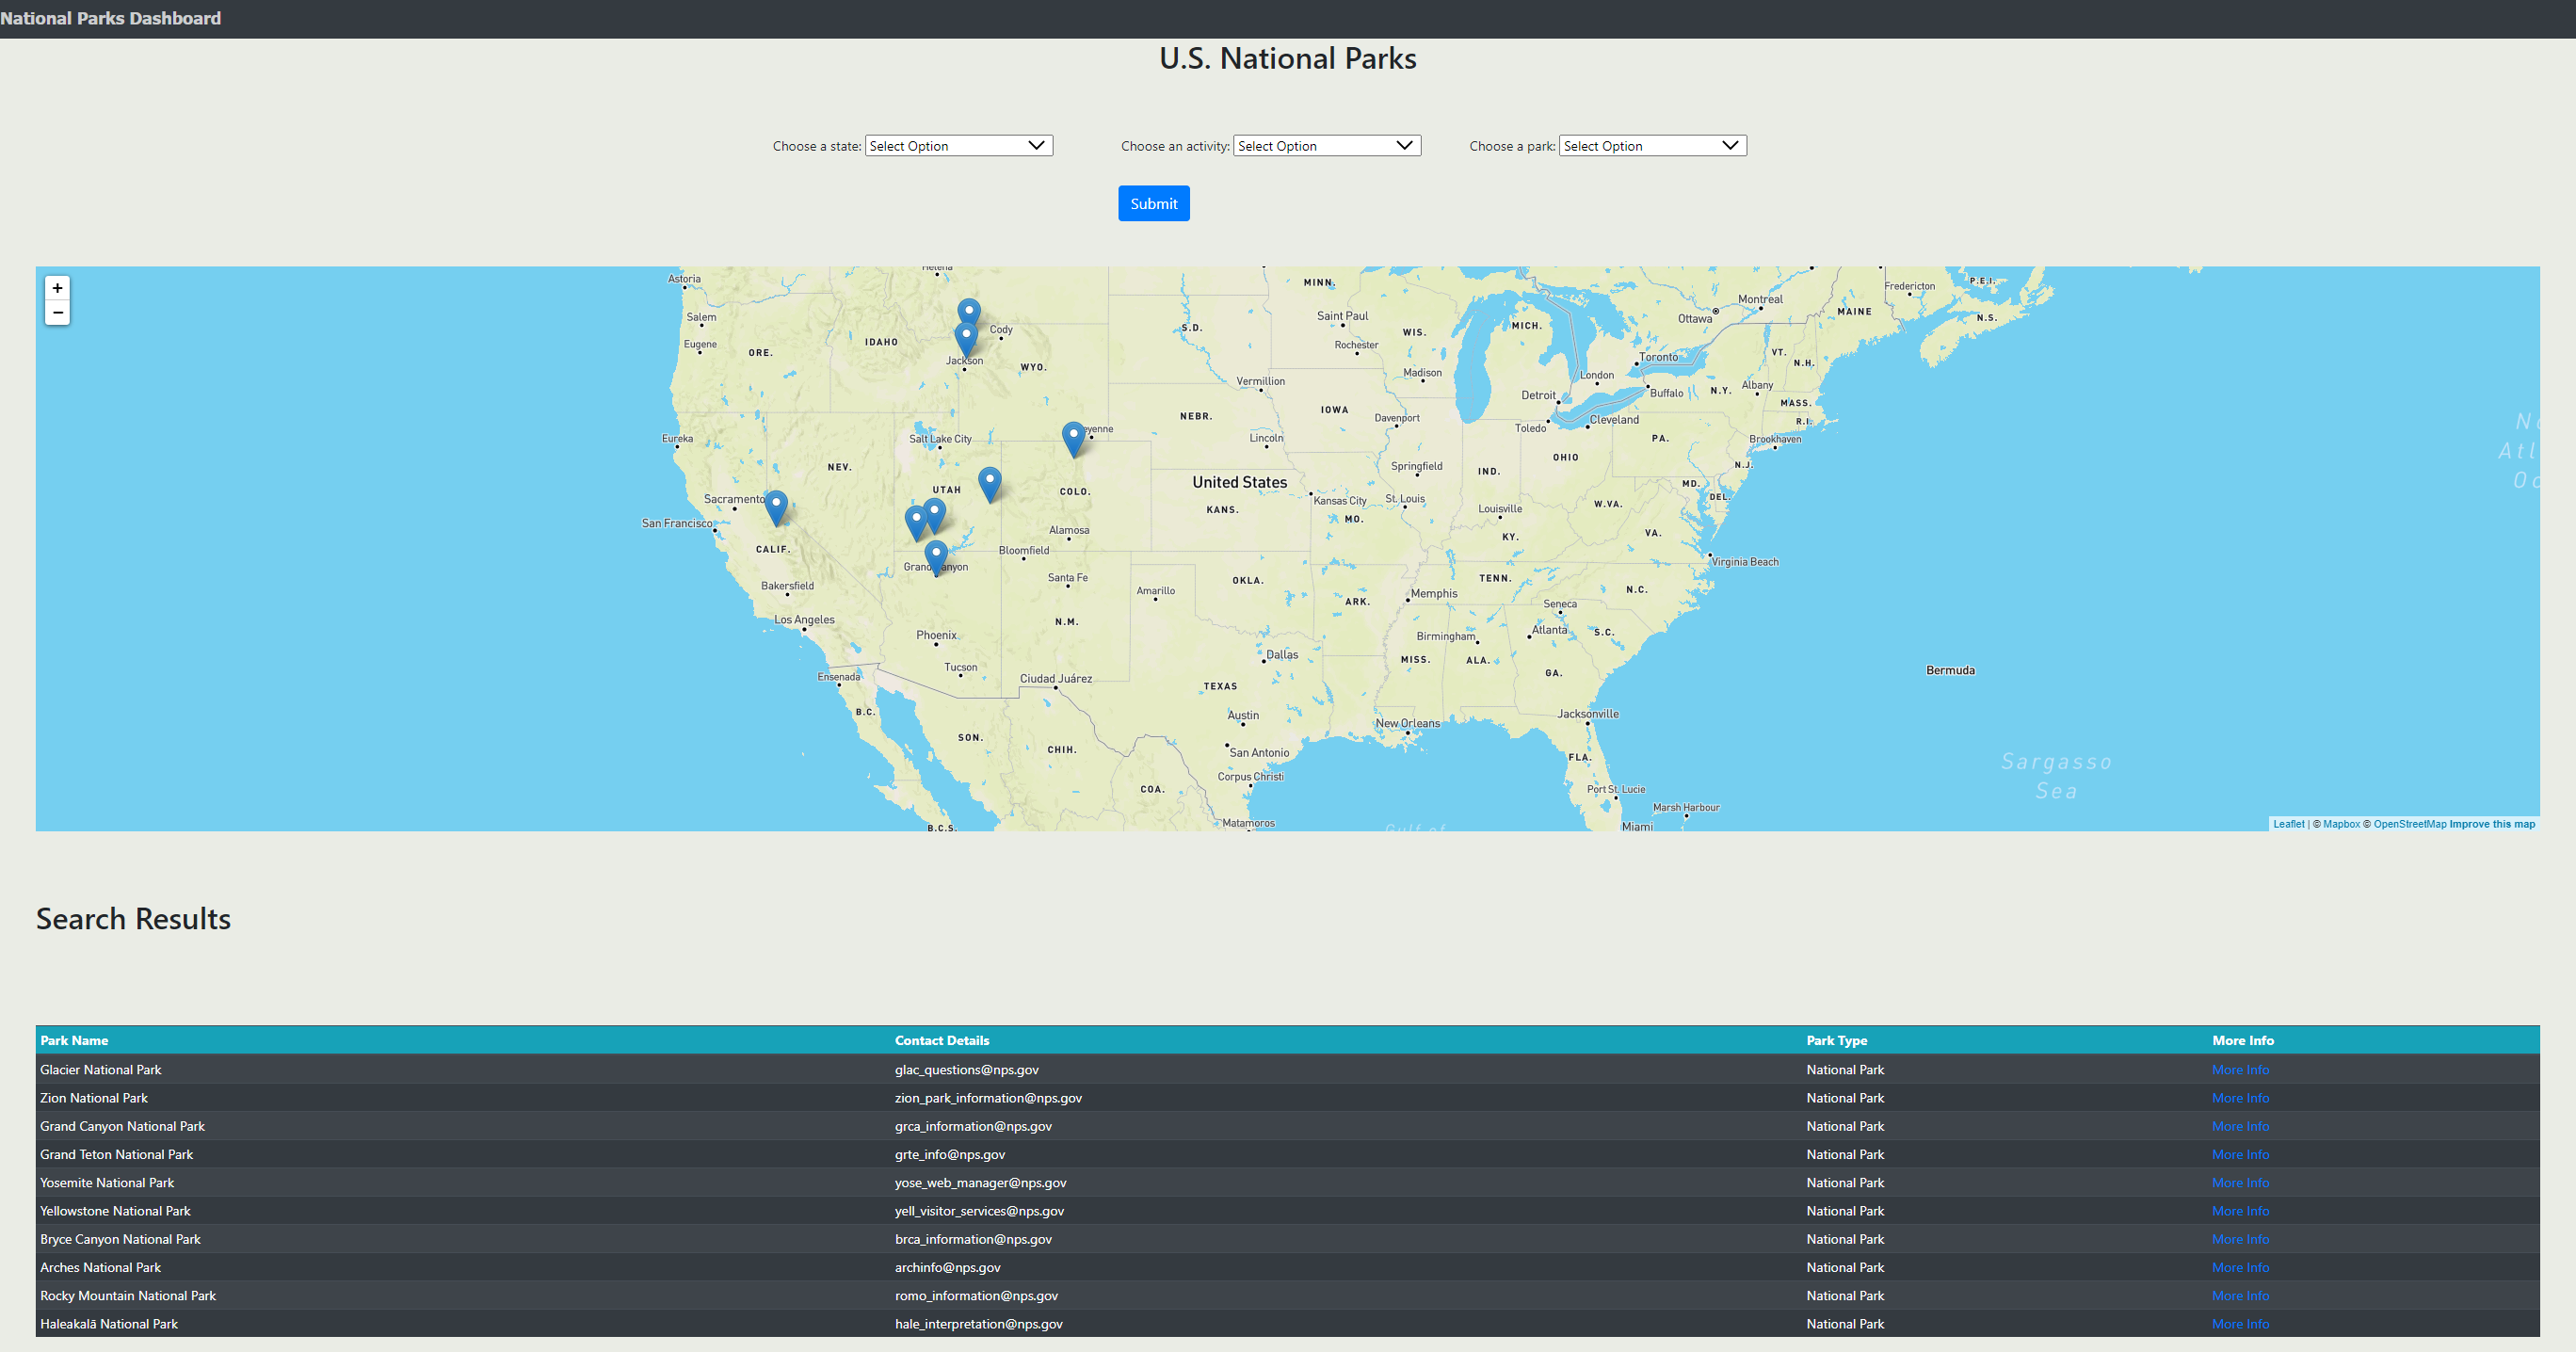 National Parks Dashboard
U.S. National Parks
Choose a state: Select Option Choose an activity: Select Option Choose a park: Select Option
Submit
+
−
Astoria
Helena
Salem
Eugene
ORE.
IDAHO
Cody
Jackson
WYO.
S.D.
MINN.
Saint Paul
Rochester
WIS.
MICH.
Ottawa
Montreal
MAINE
Fredericton
P.E.I.
N.S.
VT.
N.H.
Toronto
London
Buffalo
N.Y.
Albany
MASS.
R.I.
Vermillion
Madison
Detroit
Eureka
Salt Lake City
NEV.
UTAH
eyenne
NEBR.
Lincoln
IOWA
Davenport
Toledo
Cleveland
PA.
Brookhaven
N.J.
Sacramento
San Francisco
CALIF.
COLO.
Alamosa
United States
KANS.
Kansas City
Springfield
St. Louis
MO.
IND.
OHIO
Louisville
KY.
W.VA.
VA.
MD.
DEL.
Virginia Beach
Bakersfield
Los Angeles
Grand anyon
Bloomfield
Santa Fe
N.M.
Amarillo
OKLA.
ARK.
Memphis
TENN.
N.C.
Seneca
Atlanta
S.C.
Birmingham
MISS.
ALA.
GA.
Phoenix
Tucson
Ensenada
Ciudad Juárez
Dallas
TEXAS
Austin
San Antonio
Corpus Christi
New Orleans
Jacksonville
FLA.
Port St. Lucie
Marsh Harbour
Miami
Bermuda
Sargasso
Sea
B.C.
SON.
CHIH.
COA.
B.C.S.
Matamoros
Gulf of
Leaflet | © Mapbox © OpenStreetMap Improve this map
Search Results
Park Name Contact Details Park Type More Info
Glacier National Park glac_questions@nps.gov National Park More Info
Zion National Park zion_park_information@nps.gov National Park More Info
Grand Canyon National Park grca_information@nps.gov National Park More Info
Grand Teton National Park grte_info@nps.gov National Park More Info
Yosemite National Park yose_web_manager@nps.gov National Park More Info
Yellowstone National Park yell_visitor_services@nps.gov National Park More Info
Bryce Canyon National Park brca_information@nps.gov National Park More Info
Arches National Park archinfo@nps.gov National Park More Info
Rocky Mountain National Park romo_information@nps.gov National Park More Info
Haleakalā National Park hale_interpretation@nps.gov National Park More Info